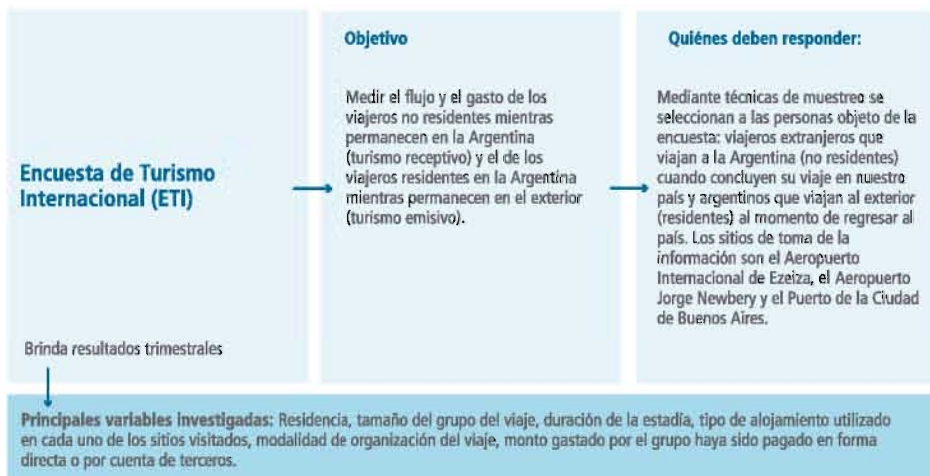 Encuesta de Turismo
Internacional (ETI)
Brinda resultados trimestrales
Objetivo
Medir el flujo y el gasto de los
viajeros no residentes mientras
permanecen en la Argentina
(turismo receptivo) y el de los
viajeros residentes en la Argentina
mientras permanecen en el exterior
(turismo emisivo).
Quiénes deben responder:
Mediante técnicas de muestreo se
seleccionan a las personas objeto de la
encuesta: viajeros extranjeros que
viajan a la Argentina (no residentes)
cuando concluyen su viaje en nuestro
país y argentinos que viajan al exterior
(residentes) al momento de regresar al
país. Los sitios de toma de la
información son el Aeropuerto
Internacional de Ezeiza, el Aeropuerto
Jorge Newbery y el Puerto de la Ciudad
de Buenos Aires.
Principales variables investigadas: Residencia, tamaño del grupo del viaje, duración de la estadía, tipo de alojamiento utilizado
en cada uno de los sitios visitados, modalidad de organización del viaje, monto gastado por el grupo haya sido pagado en forma
directa o por cuenta de terceros.